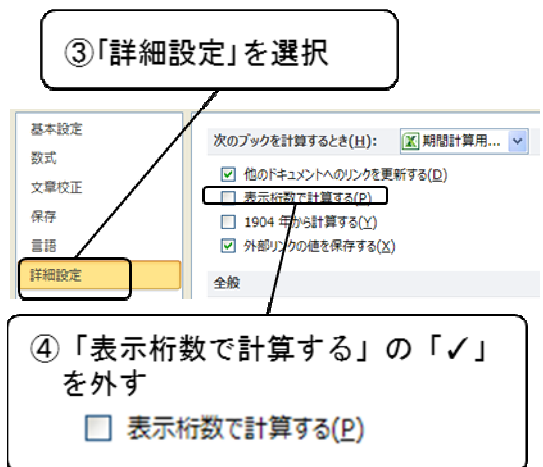 ③「詳細設定」を選択
基本設定
数式
文章校正
保存
言語
詳細設定
次のブックを計算するとき(H):
期間計算用...
他のドキュメントへのリンクを更新する(D)
表示桁数で計算する(P)
1904 年から計算する(Y)
外部リンクの値を保存する(X)
全般
④「表示桁数で計算する」の「✓」
を外す
表示桁数で計算する(P)